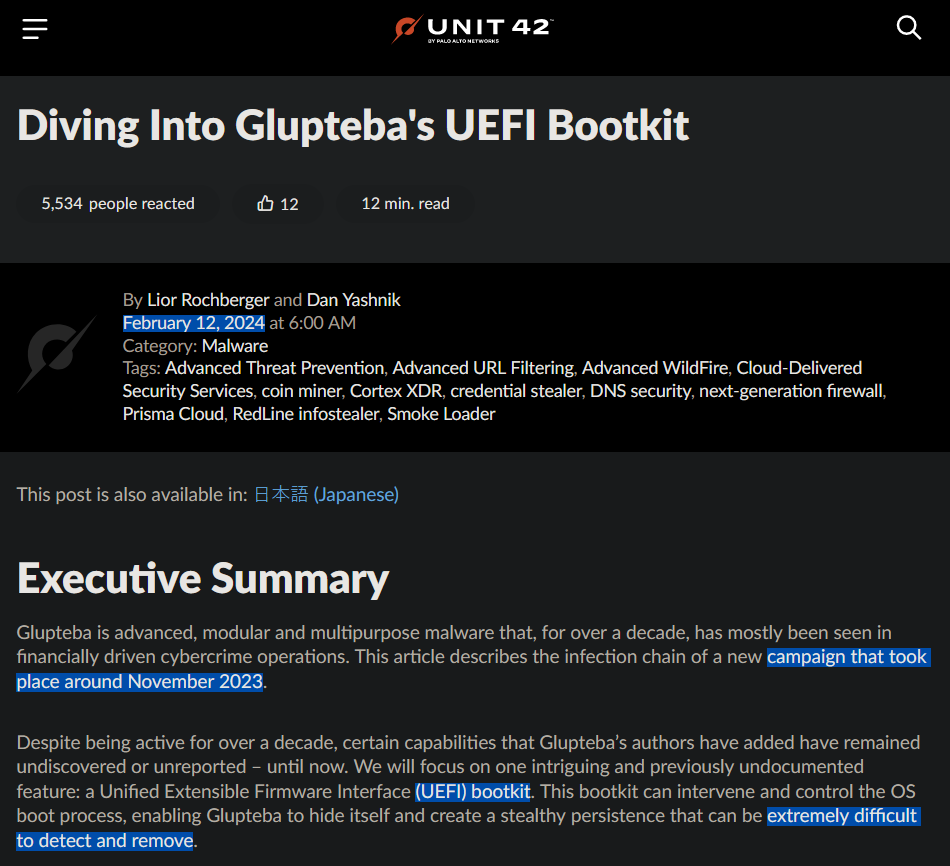 UNIT 42™
BY PALO ALTO NETWORKS
Diving Into Glupteba's UEFI Bootkit
5,534 people reacted
12
12 min. read
By Lior Rochberger and Dan Yashnik
February 12, 2024 at 6:00 AM
Category: Malware
Tags: Advanced Threat Prevention, Advanced URL Filtering, Advanced WildFire, Cloud-Delivered
Security Services, coin miner, Cortex XDR, credential stealer, DNS security, next-generation firewall,
Prisma Cloud, RedLine infostealer, Smoke Loader
This post is also available in: 日本語 (Japanese)
Executive Summary
Glupteba is advanced, modular and multipurpose malware that, for over a decade, has mostly been seen in
financially driven cybercrime operations. This article describes the infection chain of a new campaign that took
place around November 2023.
Despite being active for over a decade, certain capabilities that Glupteba’s authors have added have remained
undiscovered or unreported – until now. We will focus on one intriguing and previously undocumented
feature: a Unified Extensible Firmware Interface (UEFI) bootkit. This bootkit can intervene and control the OS
boot process, enabling Glupteba to hide itself and create a stealthy persistence that can be extremely difficult
to detect and remove.